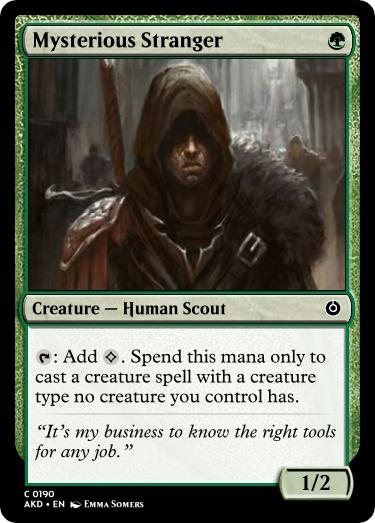 Mysterious Stranger
Creature — Human Scout
: Add . Spend this mana only to
cast a creature spell with a creature
type no creature you control has.
“It's my business to know the right tools
for any job.”
1/2
C 0190
AKD • EN Emma Somers